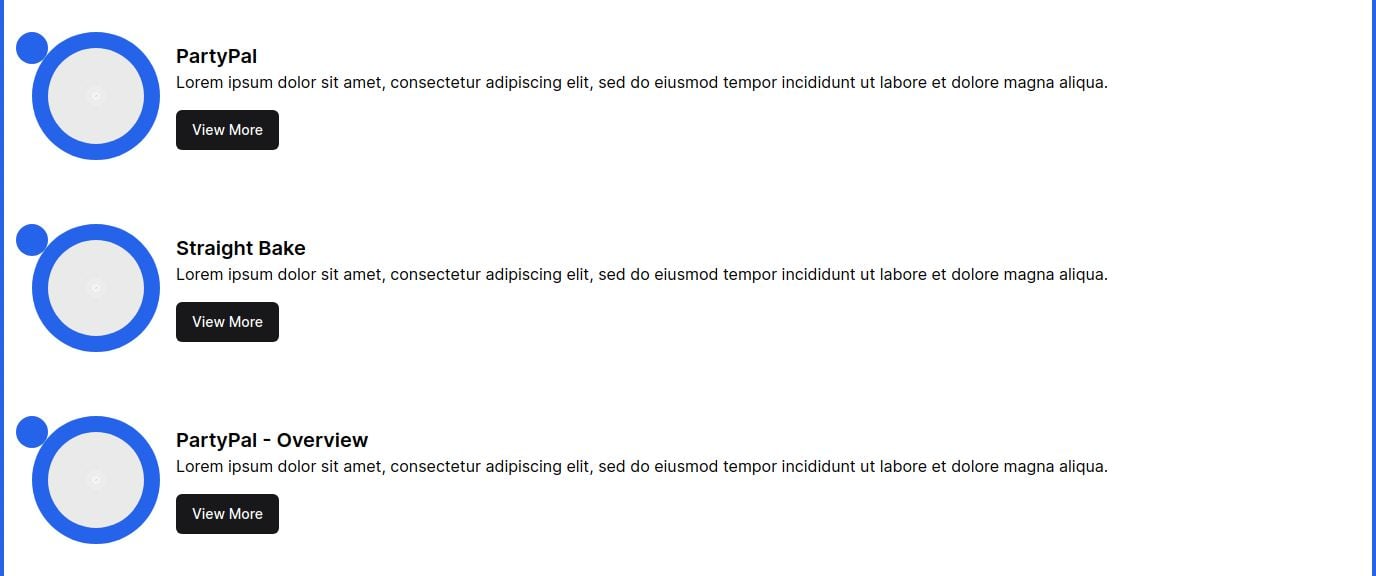 PartyPal
Lorem ipsum dolor sit amet, consectetur adipiscing elit, sed do eiusmod tempor incididunt ut labore et dolore magna aliqua.
View More
Straight Bake
Lorem ipsum dolor sit amet, consectetur adipiscing elit, sed do eiusmod tempor incididunt ut labore et dolore magna aliqua.
View More
PartyPal - Overview
Lorem ipsum dolor sit amet, consectetur adipiscing elit, sed do eiusmod tempor incididunt ut labore et dolore magna aliqua.
View More